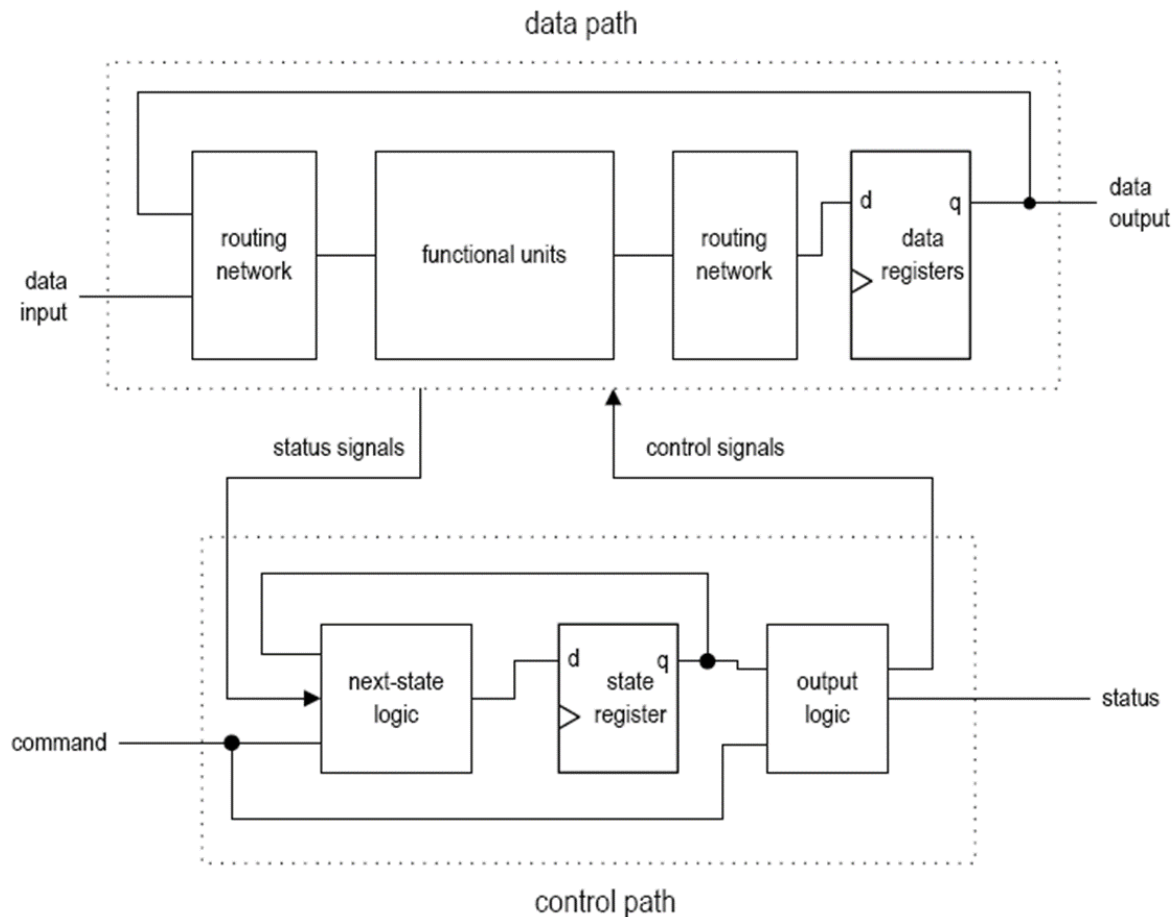 data path
routing
network
functional units
routing
network
d
q
data
registers
data
output
data
input
status signals
control signals
next-state
logic
d
q
state
register
output
logic
status
command
control path